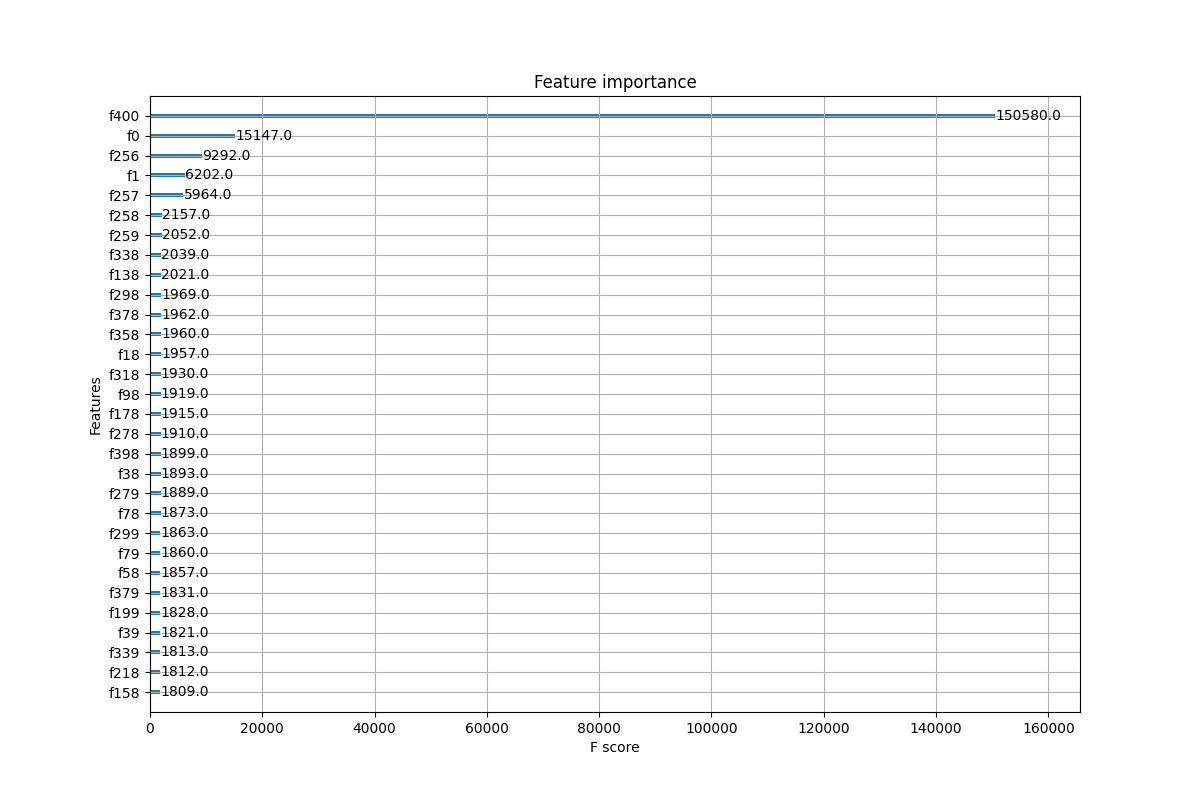 Feature importance
f400 150580.0
f0 15147.0
f256 9292.0
f1 6202.0
f257 5964.0
f258 2157.0
f259 2052.0
f338 2039.0
f138 2021.0
f298 1969.0
f378 1962.0
f358 1960.0
f18 1957.0
f318 1930.0
f98 1919.0
f178 1915.0
f278 1910.0
f398 1899.0
f38 1893.0
f279 1889.0
f78 1873.0
f299 1863.0
f79 1860.0
f58 1857.0
f379 1831.0
f199 1828.0
f39 1821.0
f339 1813.0
f218 1812.0
f158 1809.0
Features
0 20000 40000 60000 80000 100000 120000 140000 160000
F score